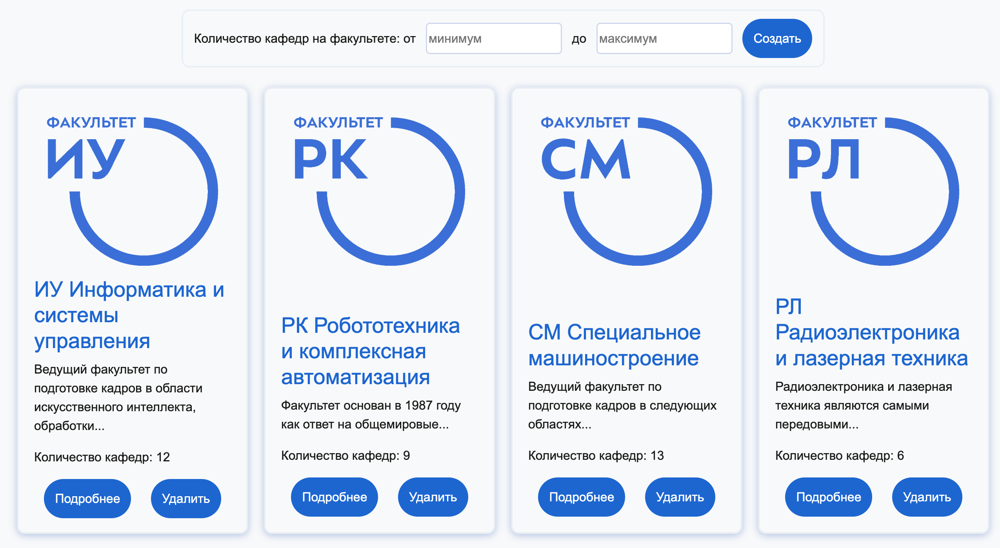 Количество кафедр на факультете: от минимум до максимум Создать
ФАКУЛЬТЕТ
ИУ
ИУ Информатика и
системы
управления
Ведущий факультет по
подготовке кадров в области
искусственного интеллекта,
обработки...
Количество кафедр: 12
Подробнее Удалить
ФАКУЛЬТЕТ
РК
РК Робототехника
и комплексная
автоматизация
Факультет основан в 1987 году
как ответ на общемировые...
Количество кафедр: 9
Подробнее Удалить
ФАКУЛЬТЕТ
СМ
СМ Специальное
машиностроение
Ведущий факультет по
подготовке кадров в следующих
областях...
Количество кафедр: 13
Подробнее Удалить
ФАКУЛЬТЕТ
РЛ
РЛ
Радиоэлектроника
и лазерная техника
Радиоэлектроника и лазерная
техника являются самыми
передовыми...
Количество кафедр: 6
Подробнее Удалить